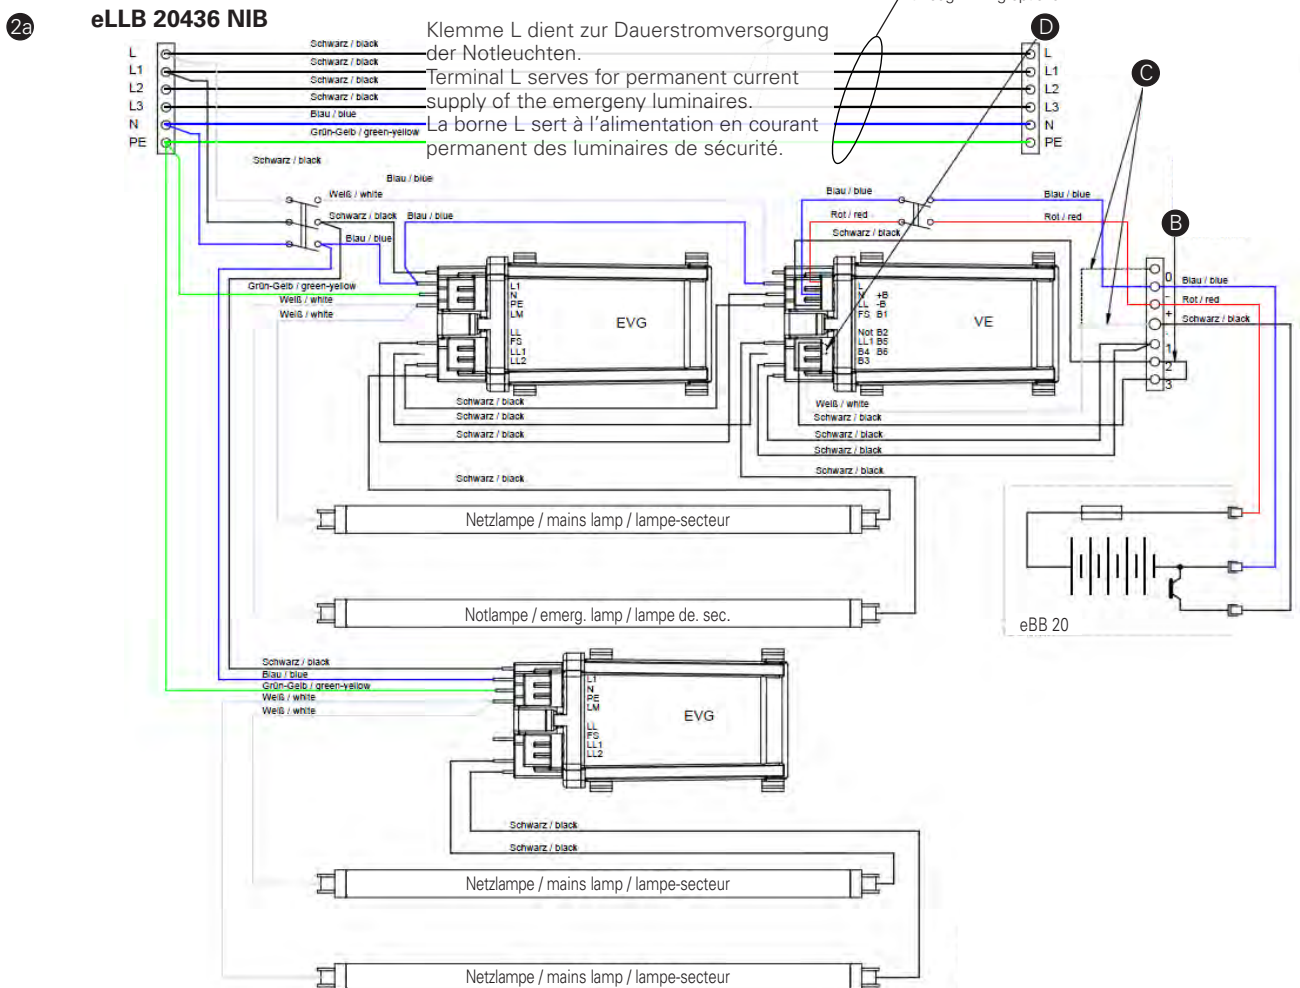 2a
eLLB 20436 NIB
Klemme L dient zur Dauerstromversorgung
der Notleuchten.
Terminal L serves for permanent current
supply of the emergeny luminaires.
La borne L sert à l'alimentation en courant
permanent des luminaires de sécurité.
D
C
B
L
L1
L2
L3
N
PE
Schwarz / black
Schwarz / black
Schwarz / black
Schwarz / black
Blau / blue
Grün-Gelb / green-yellow
L
L1
L2
L3
N
PE
Schwarz / black
Blau / blue
Weiß / white
Schwarz / black
Blau / blue
Blau / blue
Blau / blue
Rot / red
Schwarz / black
Blau / blue
Rot / red
Grün-Gelb / green-yellow
Weiß / white
Weiß / white
L1
N
PE
LM
LL
FS
LL1
LL2
EVG
L
N +B
LL -B
FS B1
Not B2
LL1 B5
B4 B6
B3
VE
0
-
+
1
2
3
Blau / blue
Rot / red
Schwarz / black
Schwarz / black
Schwarz / black
Schwarz / black
Weiß / white
Schwarz / black
Schwarz / black
Schwarz / black
Schwarz / black
Schwarz / black
Netzlampe / mains lamp / lampe-secteur
Notlampe / emerg. lamp / lampe de. sec.
eBB 20
Schwarz / black
Blau / blue
Grün-Gelb / green-yellow
Weiß / white
Weiß / white
L1
N
PE
LM
LL
FS
LL1
LL2
EVG
Schwarz / black
Schwarz / black
Netzlampe / mains lamp / lampe-secteur
Netzlampe / mains lamp / lampe-secteur